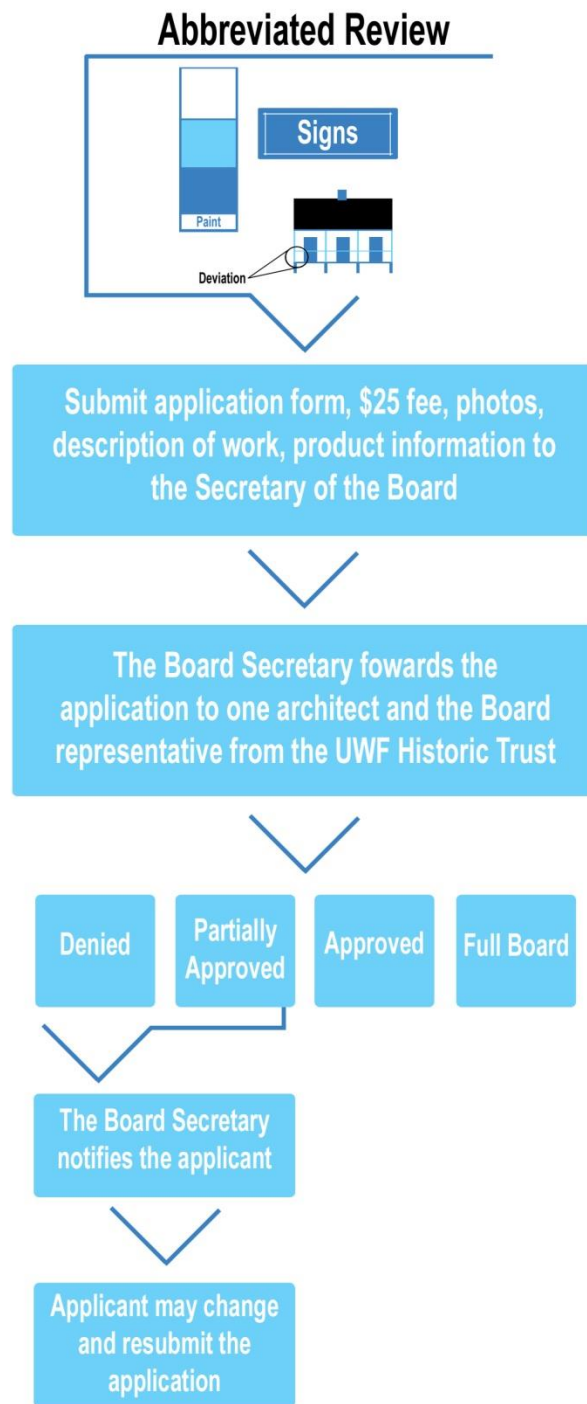 Abbreviated Review
Signs
Paint
Deviation
Submit application form, $25 fee, photos,
description of work, product information to
the Secretary of the Board
The Board Secretary fowards the
application to one architect and the Board
representative from the UWF Historic Trust
Denied
Partially
Approved
Approved
Full Board
The Board Secretary
notifies the applicant
Applicant may change
and resubmit the
application